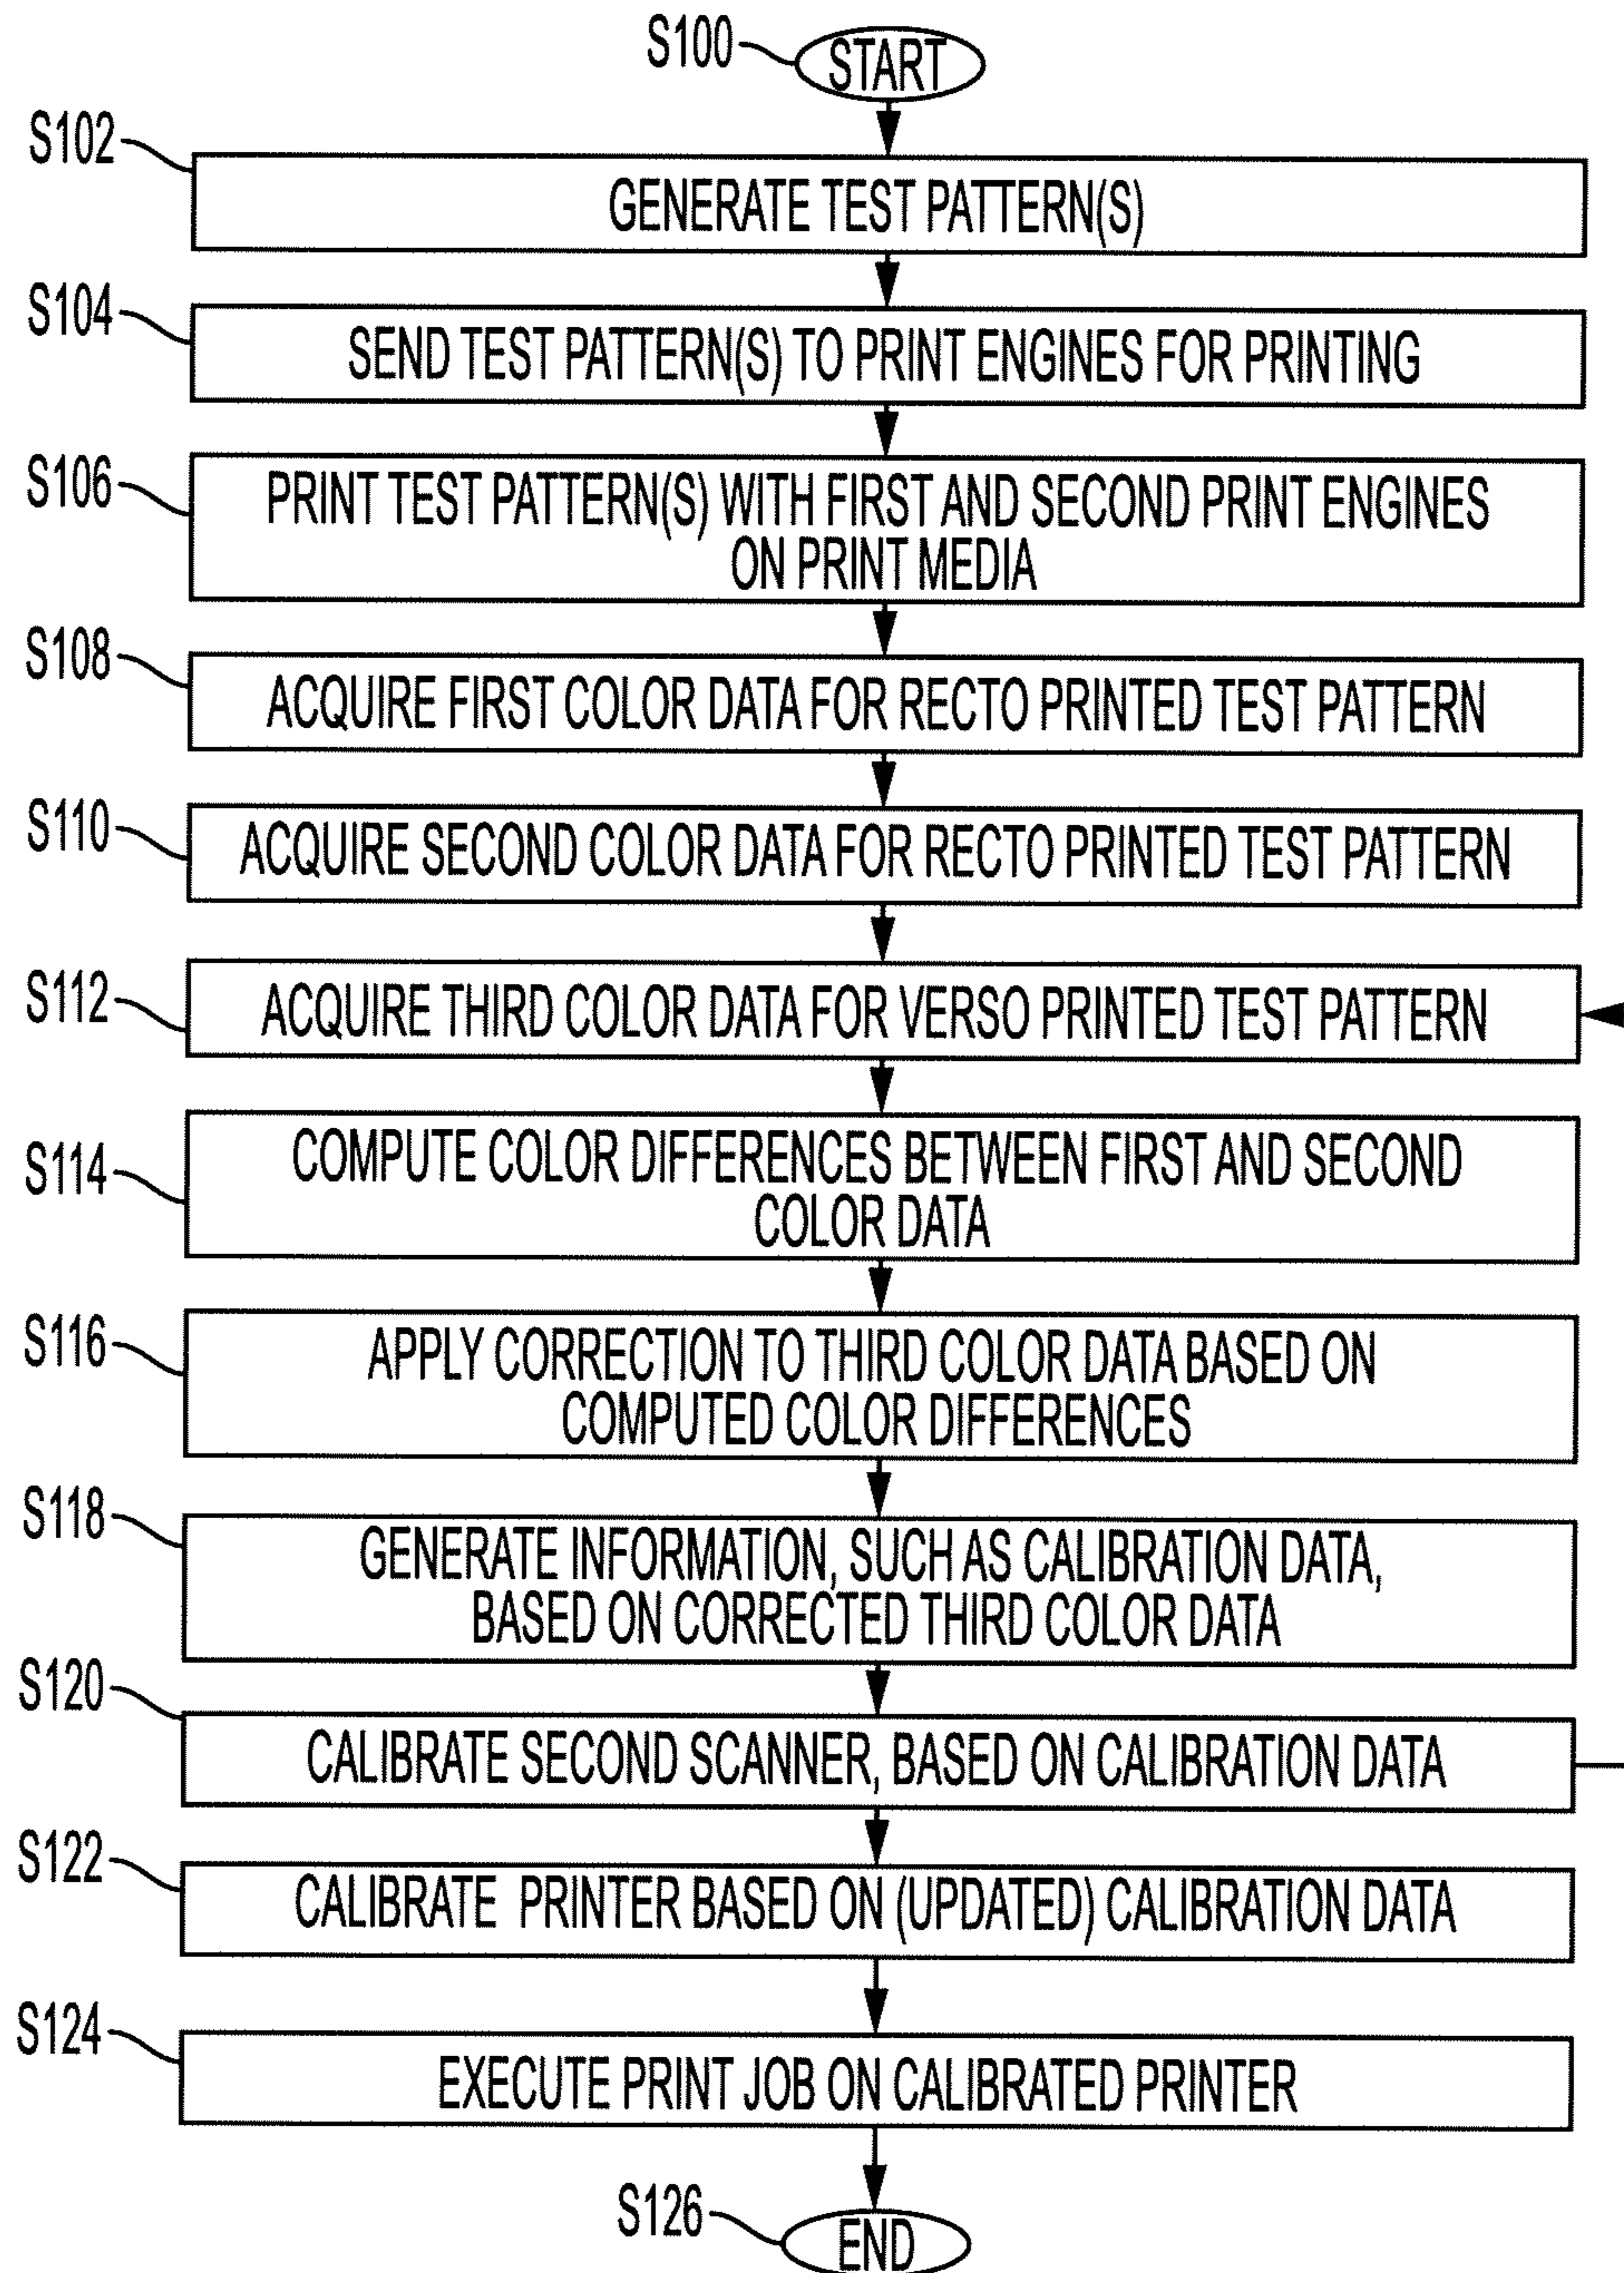 S100
START
S102
GENERATE TEST PATTERN(S)
S104
SEND TEST PATTERN(S) TO PRINT ENGINES FOR PRINTING
S106
PRINT TEST PATTERN(S) WITH FIRST AND SECOND PRINT ENGINES
ON PRINT MEDIA
S108
ACQUIRE FIRST COLOR DATA FOR RECTO PRINTED TEST PATTERN
S110
ACQUIRE SECOND COLOR DATA FOR RECTO PRINTED TEST PATTERN
S112
ACQUIRE THIRD COLOR DATA FOR VERSO PRINTED TEST PATTERN
S114
COMPUTE COLOR DIFFERENCES BETWEEN FIRST AND SECOND
COLOR DATA
S116
APPLY CORRECTION TO THIRD COLOR DATA BASED ON
COMPUTED COLOR DIFFERENCES
S118
GENERATE INFORMATION, SUCH AS CALIBRATION DATA,
BASED ON CORRECTED THIRD COLOR DATA
S120
CALIBRATE SECOND SCANNER, BASED ON CALIBRATION DATA
S122
CALIBRATE PRINTER BASED ON (UPDATED) CALIBRATION DATA
S124
EXECUTE PRINT JOB ON CALIBRATED PRINTER
S126
END